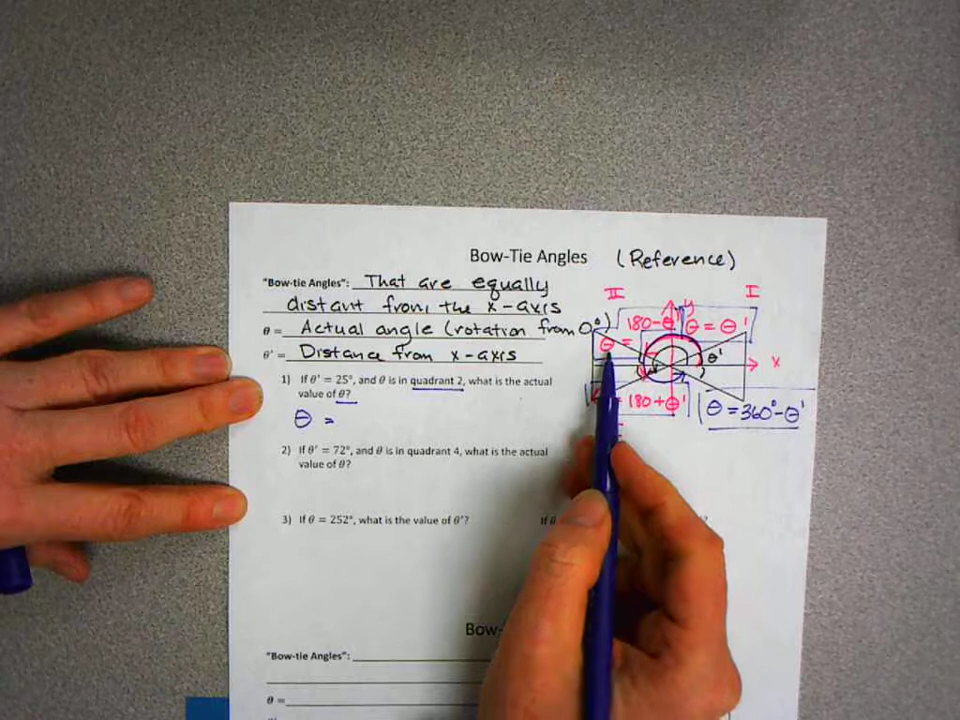 Bow-Tie Angles (Reference)
"Bow-tie Angles": That are equally
distant from the x-axis
θ = Actual angle (rotation from 0°)
θ' = Distance from x-axis
II I
y
180-θ' θ = θ'
θ =
θ' x
180+θ' θ = 360°-θ'
1) If θ' = 25°, and θ is in quadrant 2, what is the actual
value of θ?
θ =
2) If θ' = 72°, and θ is in quadrant 4, what is the actual
value of θ?
3) If θ = 252°, what is the value of θ'? If θ
Bow-
"Bow-tie Angles":
θ =